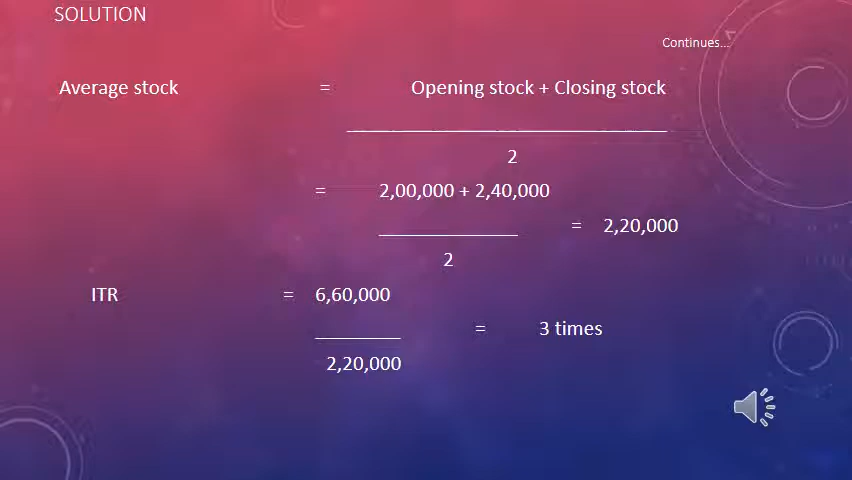 SOLUTION
Continues...
Average stock = Opening stock + Closing stock
2
= 2,00,000 + 2,40,000
= 2,20,000
2
ITR = 6,60,000
= 3 times
2,20,000